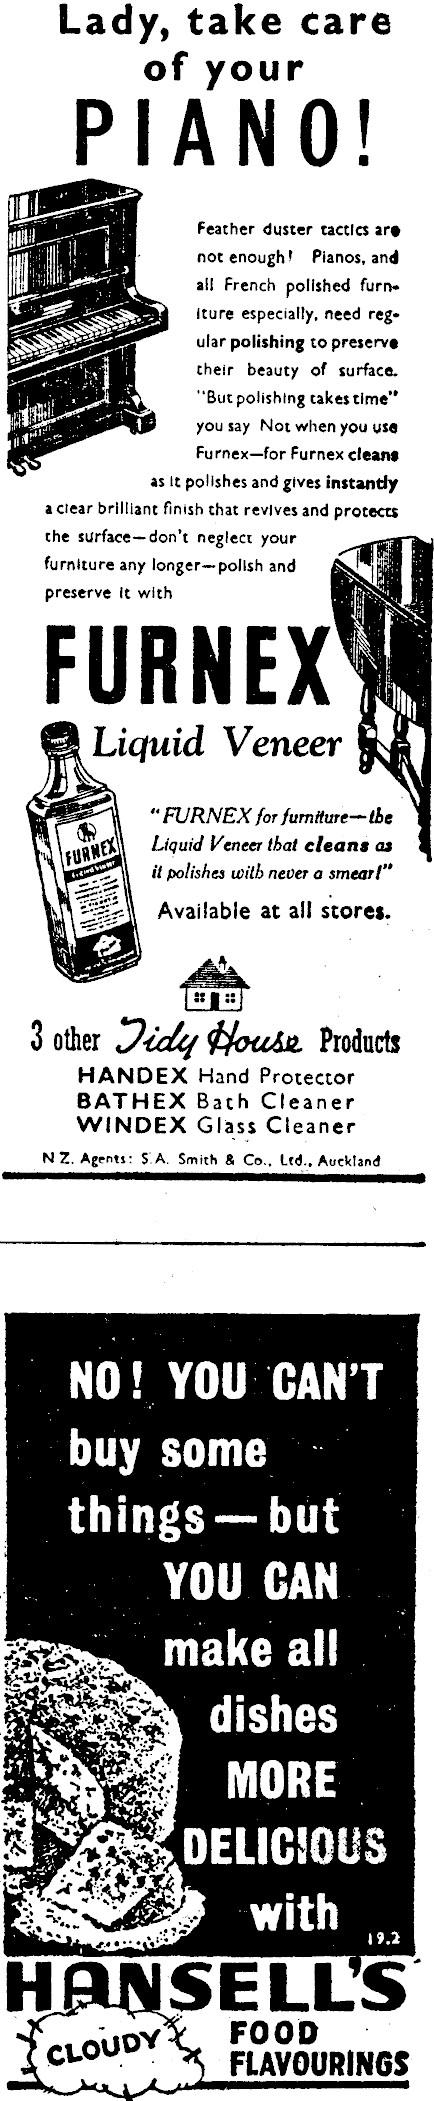 Lady, take care
of your
PIANO!
Feather duster tactics are
not enough! Pianos, and
all French polished furn-
iture especially, need reg-
ular polishing to preserve
their beauty of surface.
"But polishing takes time"
you say Not when you use
Furnex—for Furnex cleans
as it polishes and gives instantly
a clear brilliant finish that revives and protects
the surface—don't neglect your
furniture any longer—polish and
preserve it with
FURNEX
Liquid Veneer
FURNEX
"FURNEX for furniture—the
Liquid Veneer that cleans as
it polishes with never a smear!"
Available at all stores.
3 other Tidy House Products
HANDEX Hand Protector
BATHEX Bath Cleaner
WINDEX Glass Cleaner
N Z. Agents: S.A. Smith & Co., Ltd., Auckland
NO! YOU CAN'T
buy some
things — but
YOU CAN
make all
dishes
MORE
DELICIOUS
with
19.2
HANSELL'S
CLOUDY
FOOD
FLAVOURINGS